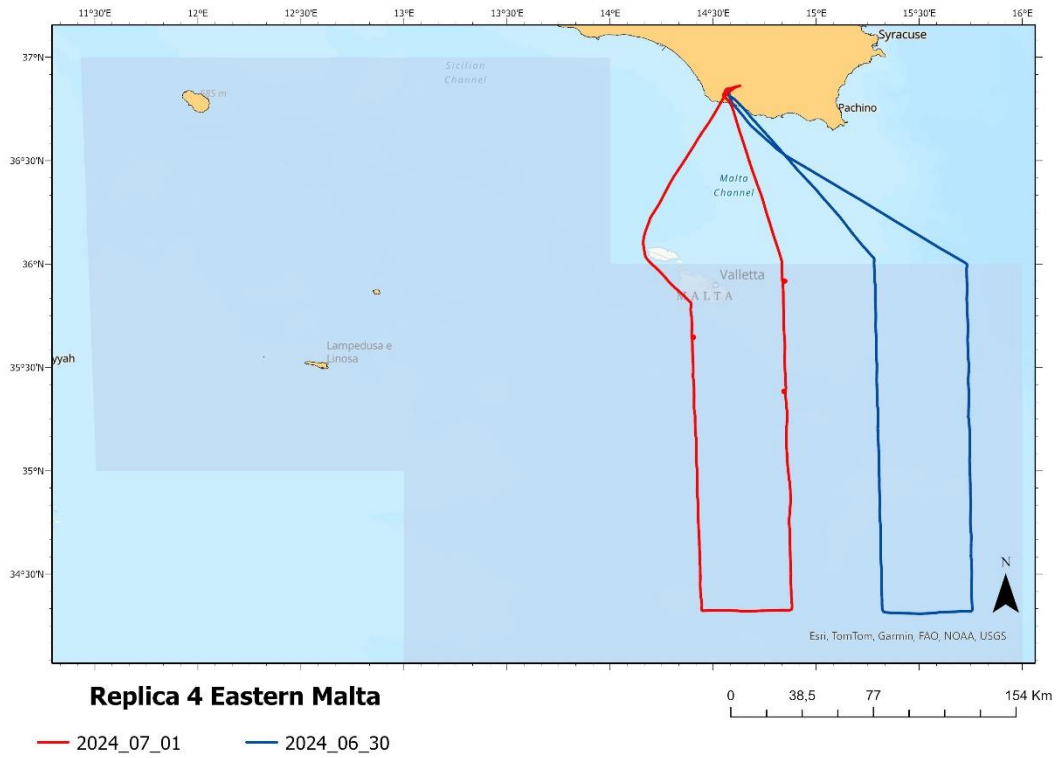 11°30'E 12°E 12°30'E 13°E 13°30'E 14°E 14°30'E 15°E 15°30'E 16°E
Syracuse
37°N
Sicilian
Channel
685 m
Pachino
36°30'N
Malta
Channel
36°N
Valletta
MALTA
35°30'N
yyah
Lampedusa e
Linosa
35°N
34°30'N
N
Esri, TomTom, Garmin, FAO, NOAA, USGS
Replica 4 Eastern Malta
0 38,5 77 154 Km
2024_07_01 2024_06_30